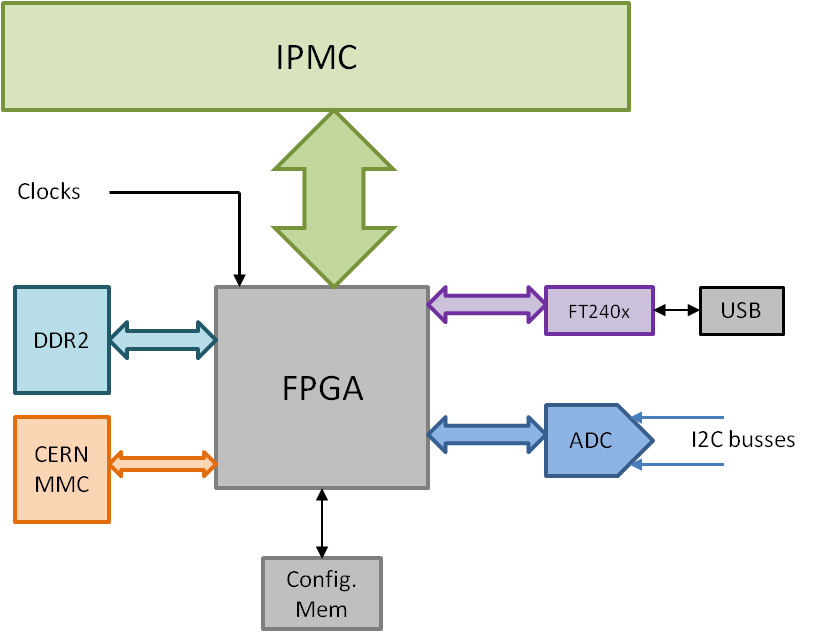 IPMC
Clocks
DDR2
FPGA
FT240x
USB
CERN
MMC
ADC
I2C busses
Config.
Mem